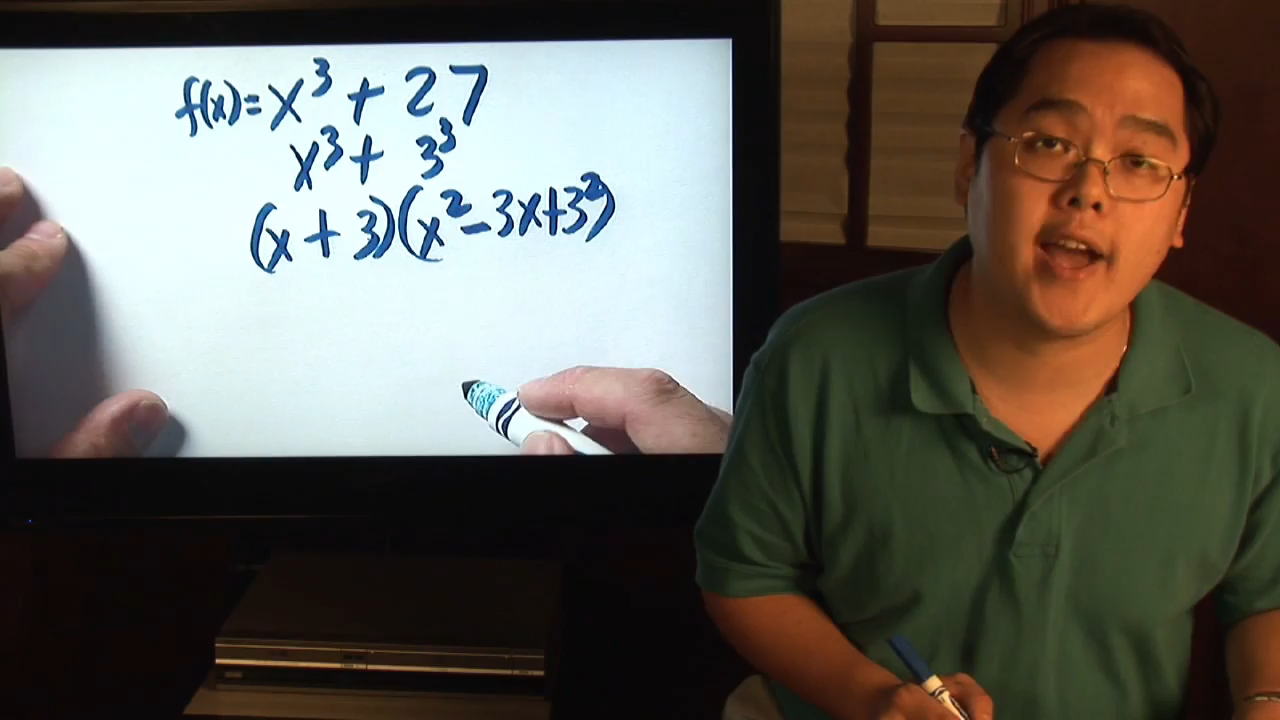 f(x)=x³ + 27
x³ + 3³
(x + 3)(x² - 3x + 3²)